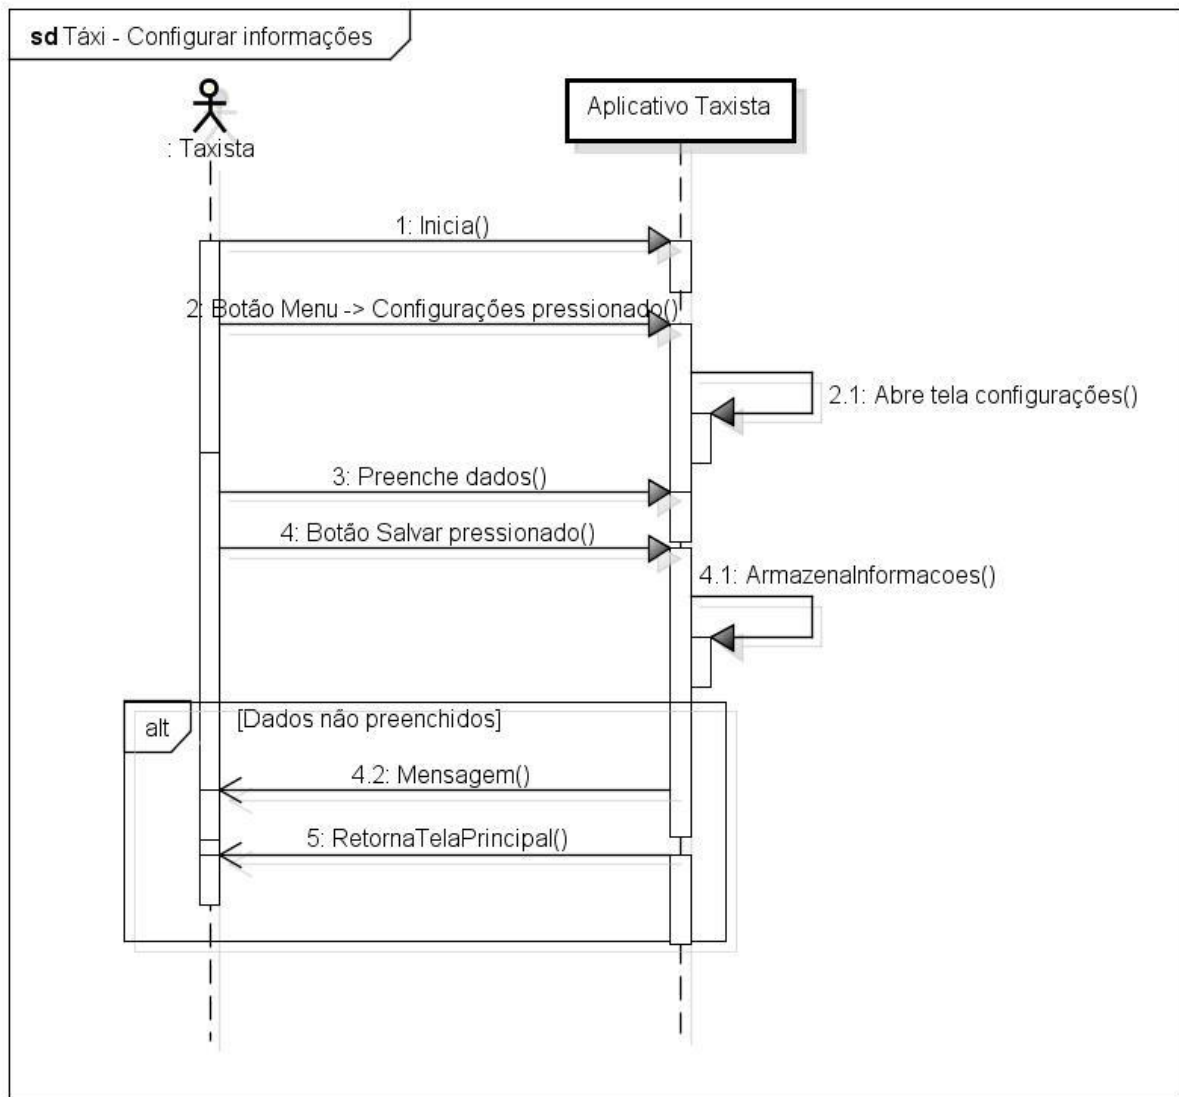 sd Táxi - Configurar informações
Aplicativo Taxista
: Taxista
1: Inicia()
2: Botão Menu -> Configurações pressionado()
2.1: Abre tela configurações()
3: Preenche dados()
4: Botão Salvar pressionado()
4.1: ArmazenaInformacoes()
alt
[Dados não preenchidos]
4.2: Mensagem()
5: RetornaTelaPrincipal()